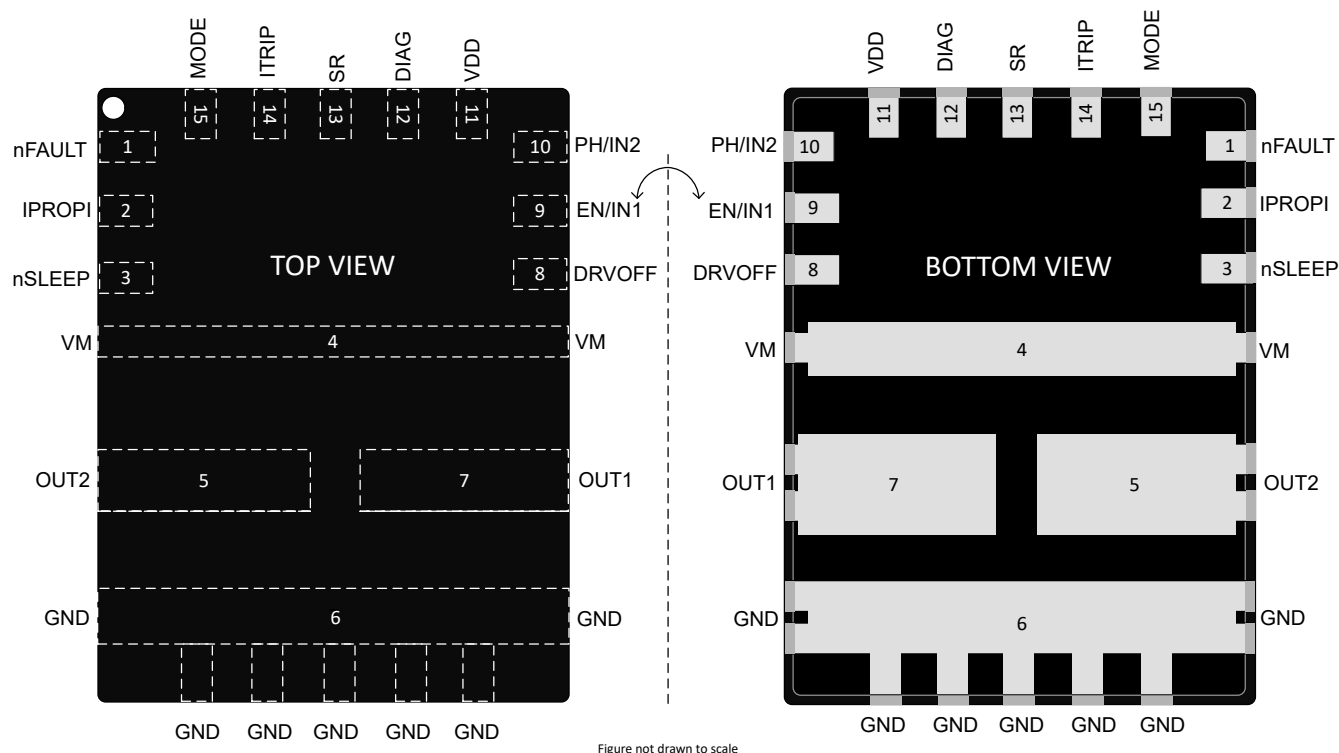 MODE ITRIP SR DIAG VDD
15 14 13 12 11
nFAULT 1 10 PH/IN2
IPROPI 2 9 EN/IN1
nSLEEP 3 TOP VIEW 8 DRVOFF
VM 4 VM
OUT2 5 7 OUT1
GND 6 GND
GND GND GND GND GND
VDD DIAG SR ITRIP MODE
11 12 13 14 15
PH/IN2 10 1 nFAULT
EN/IN1 9 2 IPROPI
DRVOFF 8 BOTTOM VIEW 3 nSLEEP
VM 4 VM
OUT1 7 5 OUT2
GND 6 GND
GND GND GND GND GND
Figure not drawn to scale